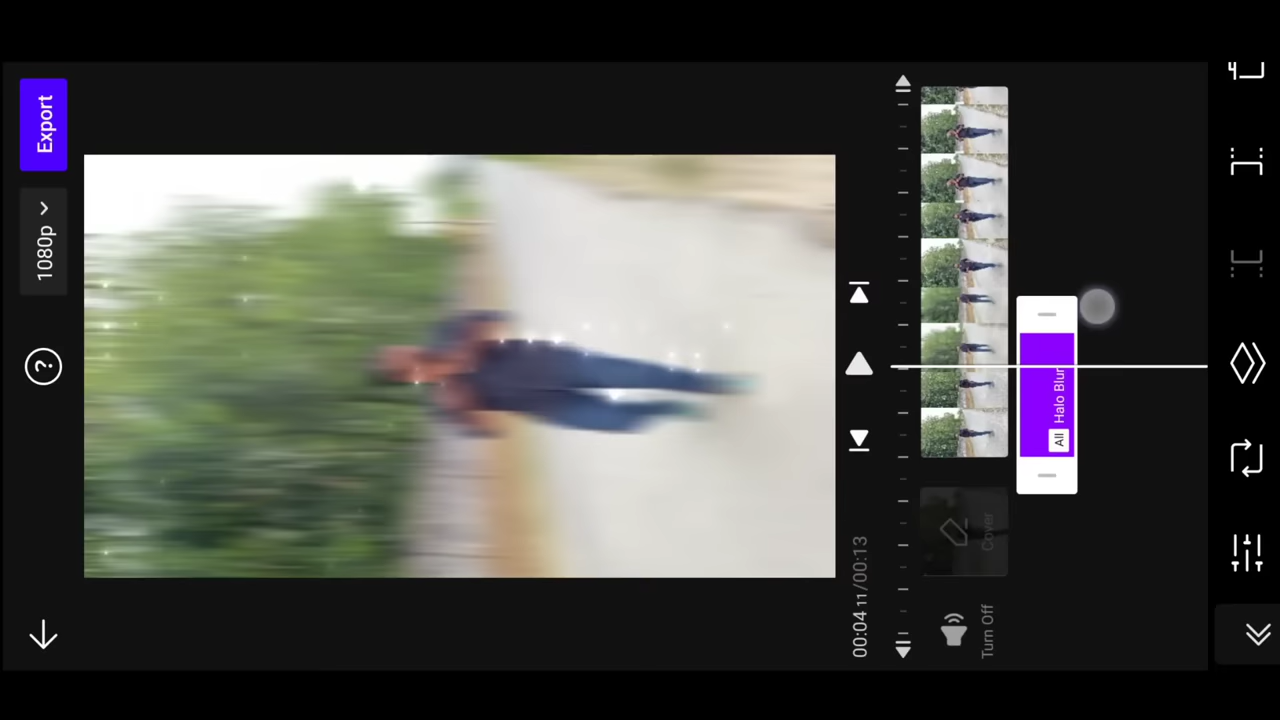 Export
1080p
?
00:04 11/00:13
Turn Off
Cover
All
Halo Blur